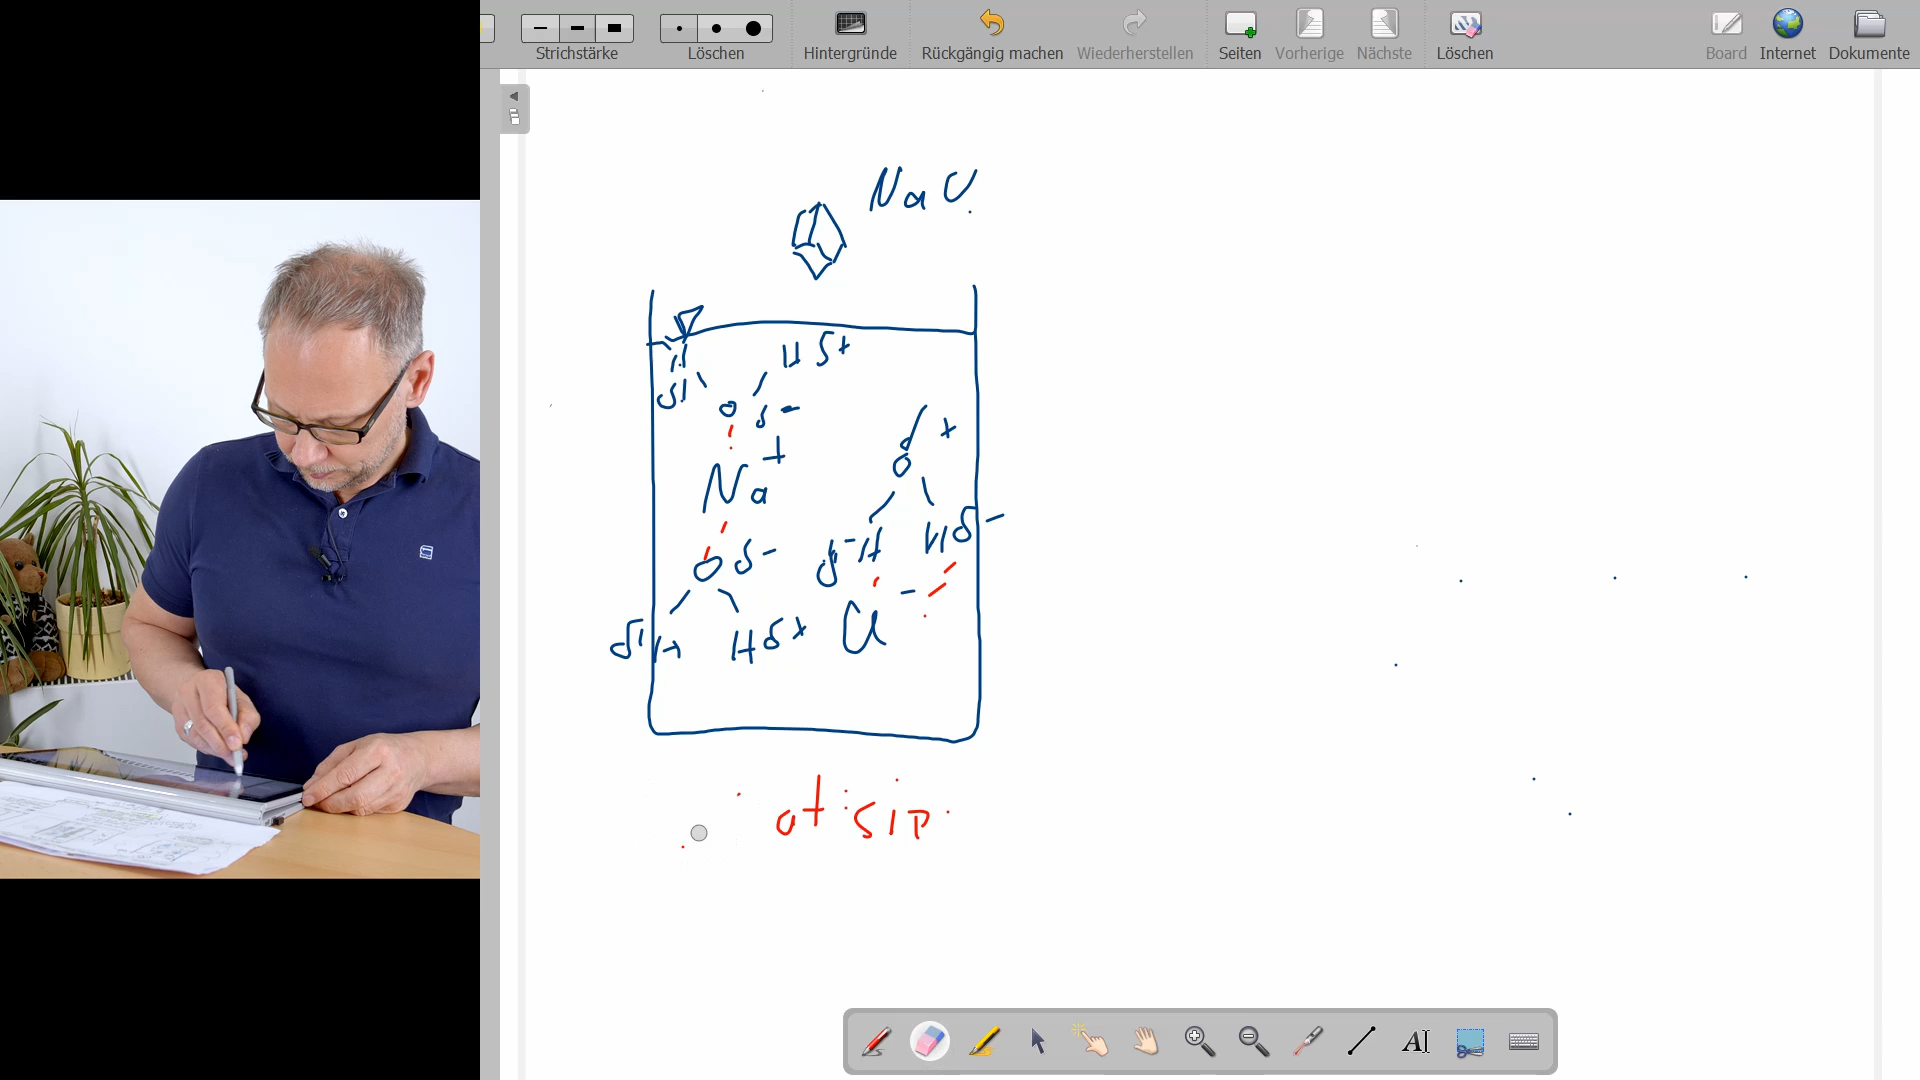 Strichstärke Löschen Hintergründe Rückgängig machen Wiederherstellen Seiten Vorherige Nächste Löschen Board Internet Dokumente
NaCl
H H δ+
δ+
O δ-
Na+
δ+
O
O δ- δ- H H δ-
δ+ H H δ+ Cl-